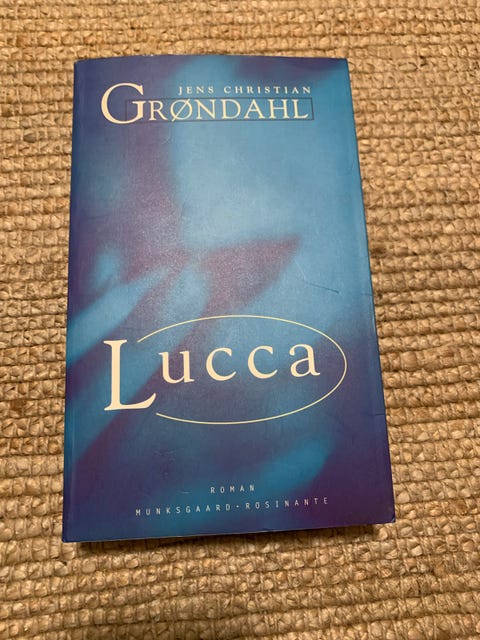 JENS CHRISTIAN
GRØNDAHL
Lucca
ROMAN
MUNKSGAARD · ROSINANTE